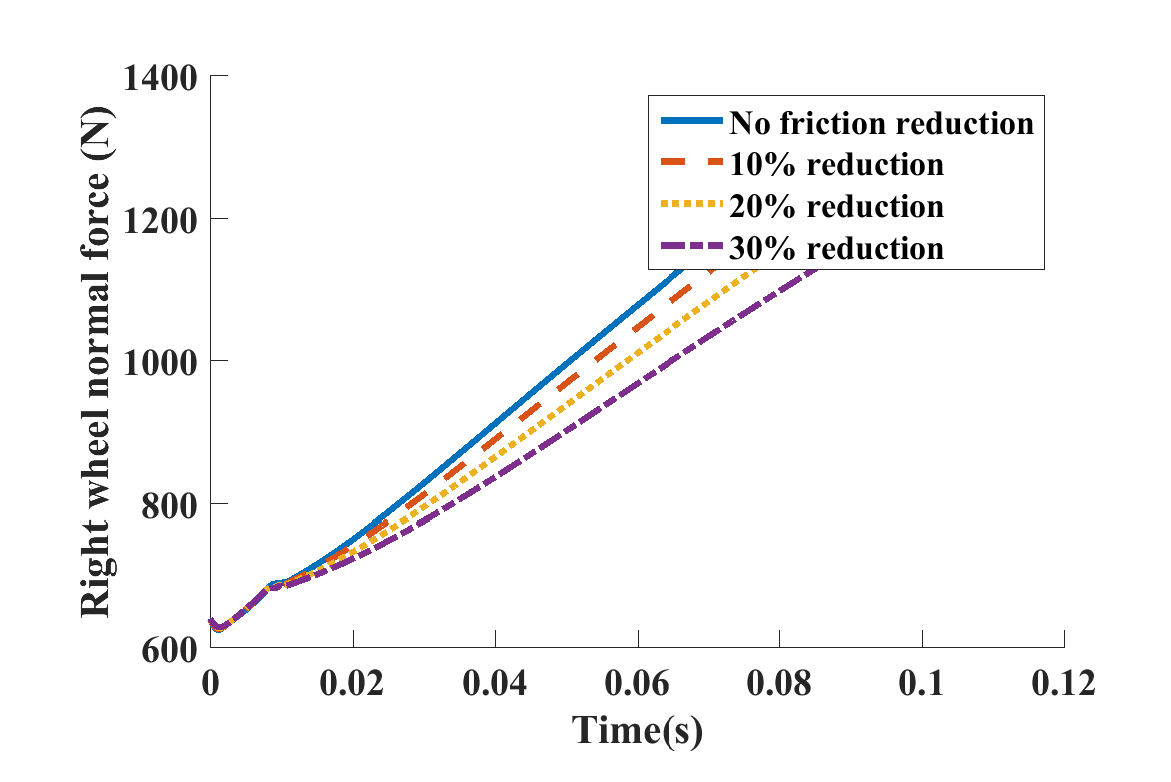 1400
1200
1000
800
600
Right wheel normal force (N)
No friction reduction
10% reduction
20% reduction
30% reduction
0 0.02 0.04 0.06 0.08 0.1 0.12
Time(s)